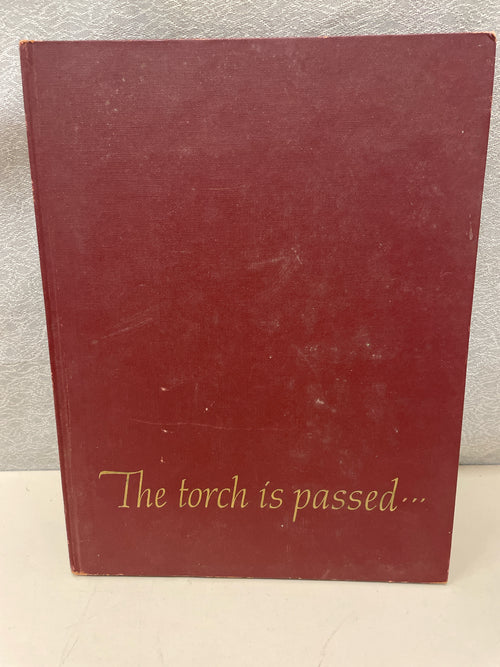 The torch is passed...